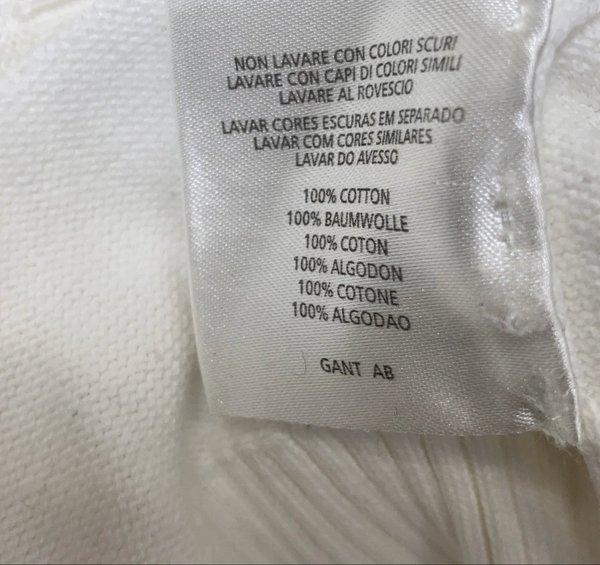 NON LAVARE CON COLORI SCURI
LAVARE CON CAPI DI COLORI SIMILI
LAVARE AL ROVESCIO
LAVAR CORES ESCURAS EM SEPARADO
LAVAR COM CORES SIMILARES
LAVAR DO AVESSO
100% COTTON
100% BAUMWOLLE
100% COTON
100% ALGODON
100% COTONE
100% ALGODAO
GANT AB